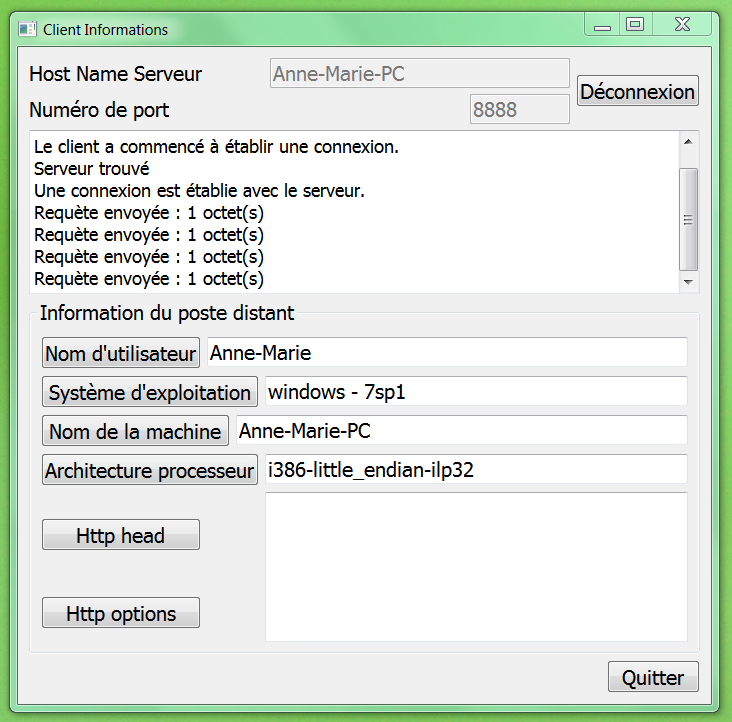 Client Informations
Host Name Serveur Anne-Marie-PC
Déconnexion
Numéro de port 8888
Le client a commencé à établir une connexion.
Serveur trouvé
Une connexion est établie avec le serveur.
Requète envoyée : 1 octet(s)
Requète envoyée : 1 octet(s)
Requète envoyée : 1 octet(s)
Requète envoyée : 1 octet(s)
Information du poste distant
Nom d'utilisateur Anne-Marie
Système d'exploitation windows - 7sp1
Nom de la machine Anne-Marie-PC
Architecture processeur i386-little_endian-ilp32
Http head
Http options
Quitter